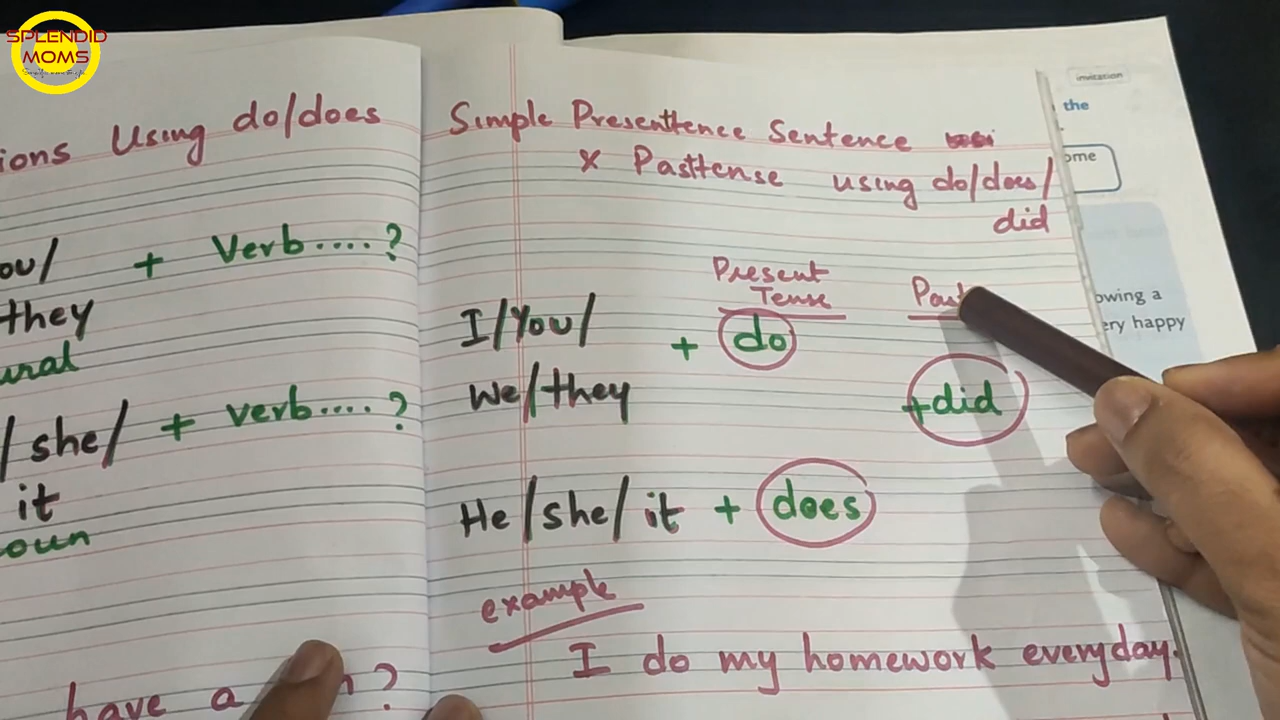 SPLENDID
MOMS
ions Using do/does
ou/ + Verb....?
they
ural
/ she/ + verb....?
it
oun
have a ?
Simple Presenttence Sentence
& Pasttense using do/does/
did
Present
Tense
Past
I/You/ + do
We/they
+did
He/she/it + does
example
I do my homework everyday.
invitation
the
ome
owing a
ery happy